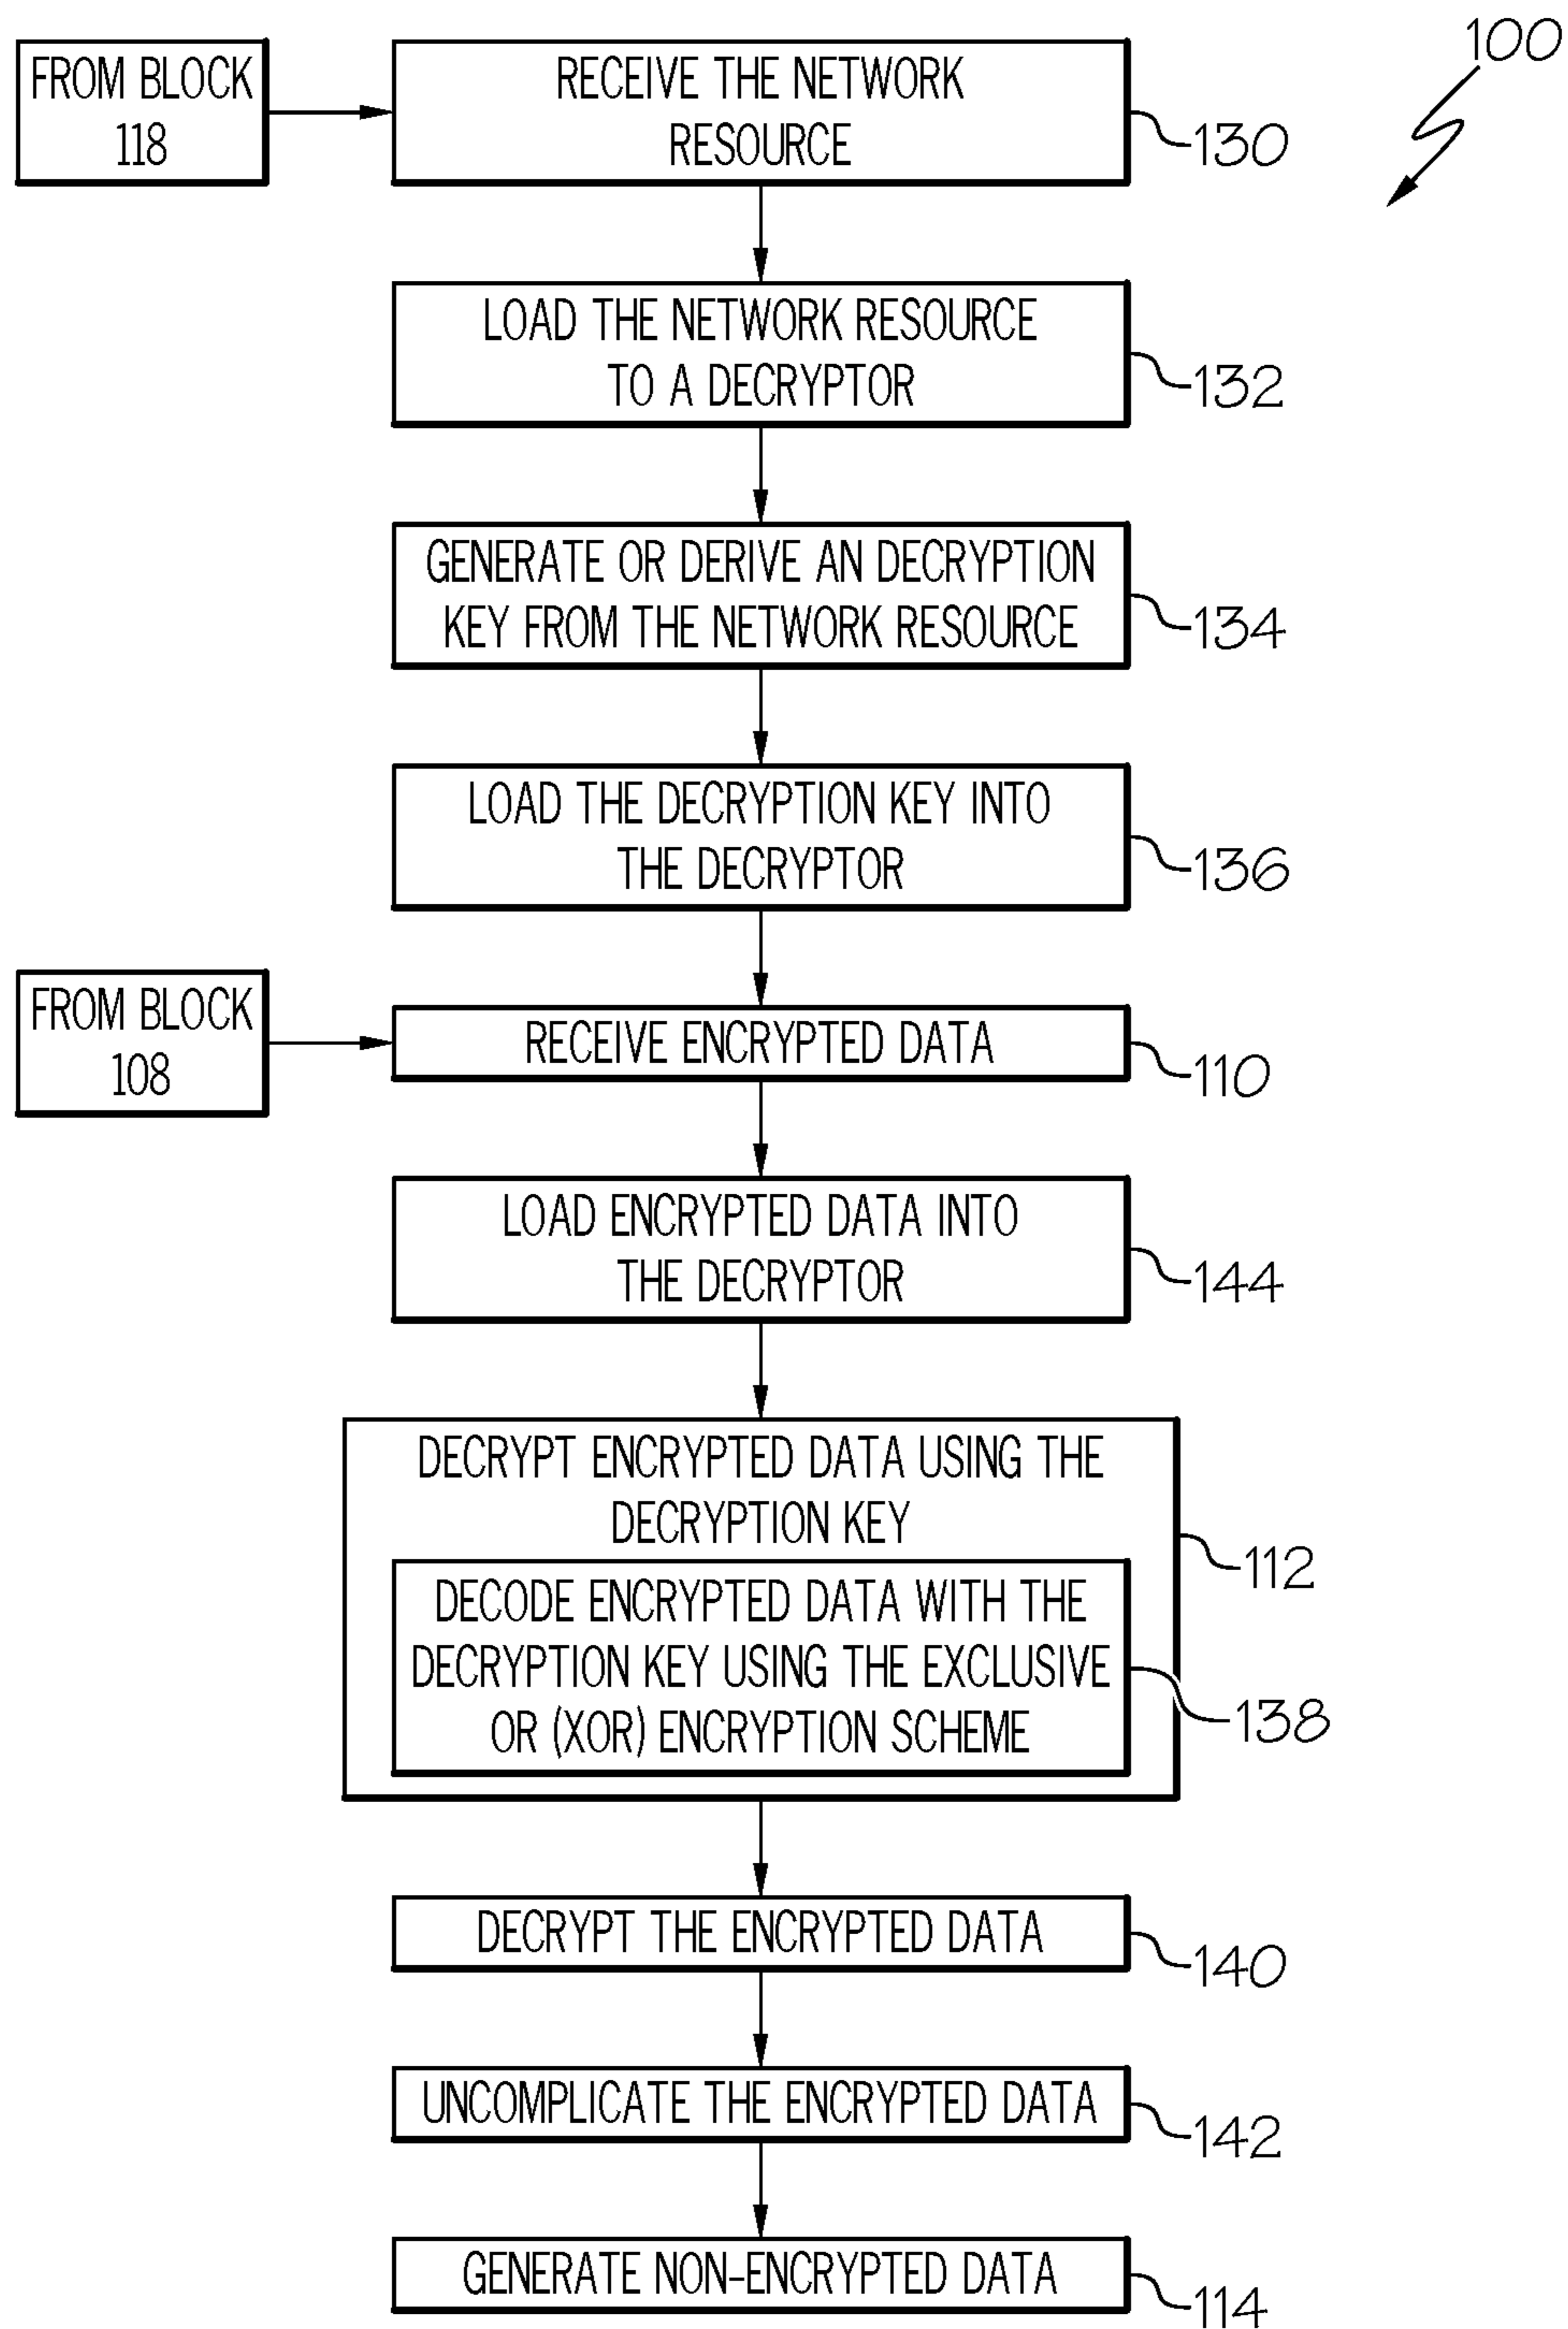 100
FROM BLOCK
118
RECEIVE THE NETWORK
RESOURCE
130
LOAD THE NETWORK RESOURCE
TO A DECRYPTOR
132
GENERATE OR DERIVE AN DECRYPTION
KEY FROM THE NETWORK RESOURCE
134
LOAD THE DECRYPTION KEY INTO
THE DECRYPTOR
136
FROM BLOCK
108
RECEIVE ENCRYPTED DATA
110
LOAD ENCRYPTED DATA INTO
THE DECRYPTOR
144
DECRYPT ENCRYPTED DATA USING THE
DECRYPTION KEY
112
DECODE ENCRYPTED DATA WITH THE
DECRYPTION KEY USING THE EXCLUSIVE
OR (XOR) ENCRYPTION SCHEME
138
DECRYPT THE ENCRYPTED DATA
140
UNCOMPLICATE THE ENCRYPTED DATA
142
GENERATE NON-ENCRYPTED DATA
114